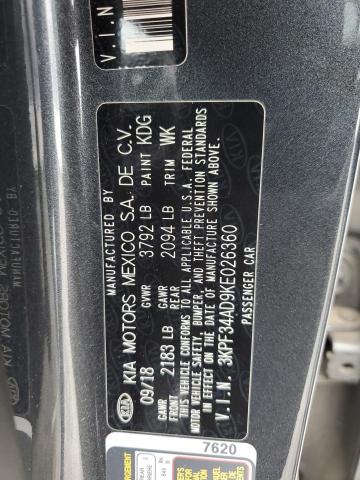 V.I.N
KIA
MANUFACTURED BY
KIA MOTORS MEXICO S.A. DE C.V.
09/18 GVWR 3792 LB PAINT KDG
GAWR FRONT 2183 LB GAWR REAR 2094 LB TRIM WK
THIS VEHICLE CONFORMS TO ALL APPLICABLE U.S.A. FEDERAL
MOTOR VEHICLE SAFETY, BUMPER, AND THEFT PREVENTION STANDARDS
IN EFFECT ON THE DATE OF MANUFACTURE SHOWN ABOVE.
V.I.N. 3KPF34AD9KE026360
PASSENGER CAR
7620